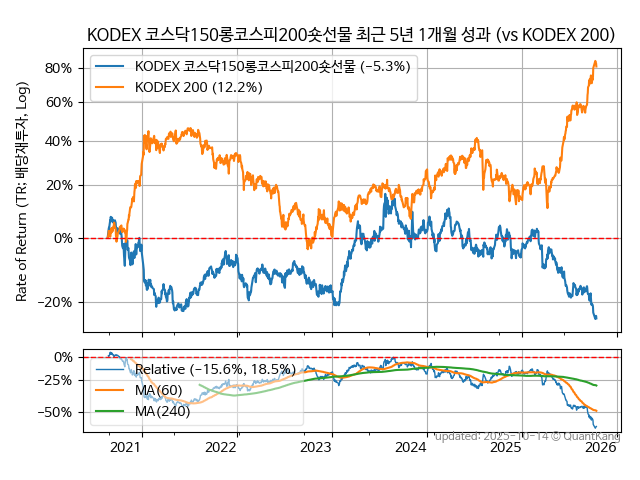 KODEX 코스닥150롱코스피200숏선물 최근 5년 1개월 성과 (vs KODEX 200)
Rate of Return (TR: 배당재투자, Log)
80%
60%
40%
20%
0%
−20%
KODEX 코스닥150롱코스피200숏선물 (−5.3%)
KODEX 200 (12.2%)
0%
−25%
−50%
Relative (−15.6%, 18.5%)
MA(60)
MA(240)
2021 2022 2023 2024 2025 2026
updated: 2025-10-14 © QuantKang